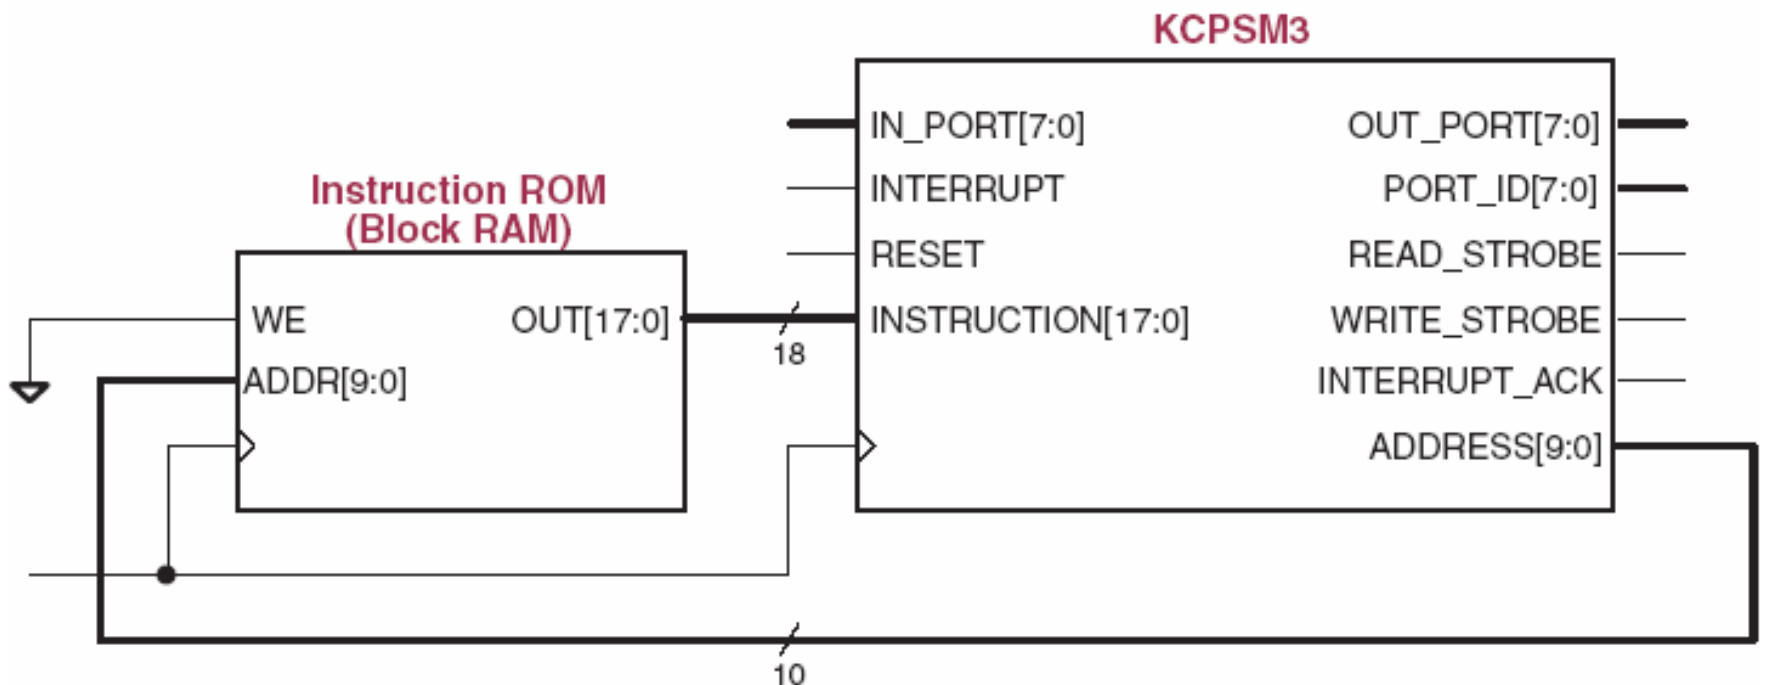 KCPSM3
IN_PORT[7:0]
OUT_PORT[7:0]
Instruction ROM
(Block RAM)
INTERRUPT
PORT_ID[7:0]
RESET
READ_STROBE
WE
OUT[17:0]
18
INSTRUCTION[17:0]
WRITE_STROBE
ADDR[9:0]
INTERRUPT_ACK
ADDRESS[9:0]
10